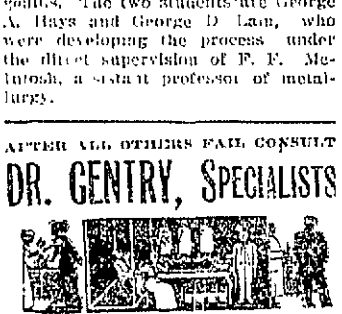 The two students are George
A. Hays and George D. Lain, who
were developing the process under
the direct supervision of F. F. Mc-
Intosh, assistant professor of metal-
lurgy.
AFTER ALL OTHERS FAIL CONSULT
DR. GENTRY, SPECIALISTS